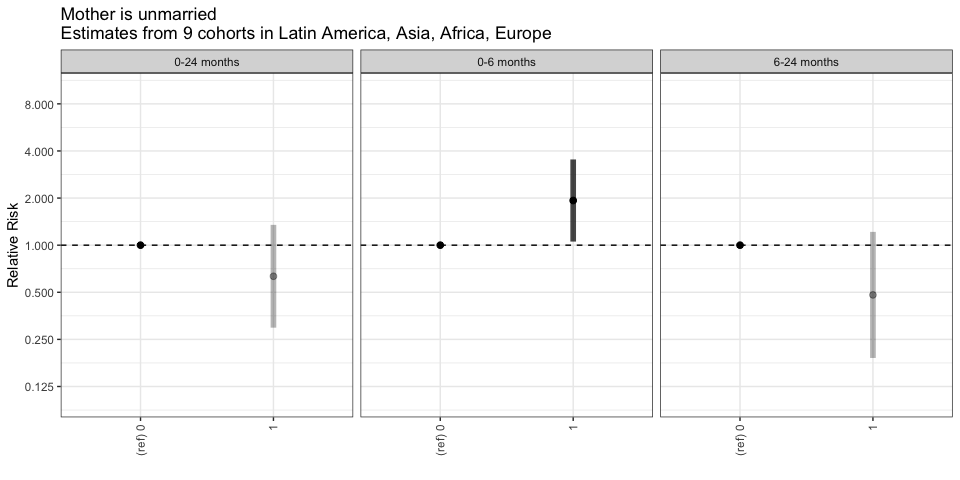 Mother is unmarried
Estimates from 9 cohorts in Latin America, Asia, Africa, Europe
0-24 months
0-6 months
6-24 months
Relative Risk
8.000
4.000
2.000
1.000
0.500
0.250
0.125
(ref) 0
1
(ref) 0
1
(ref) 0
1